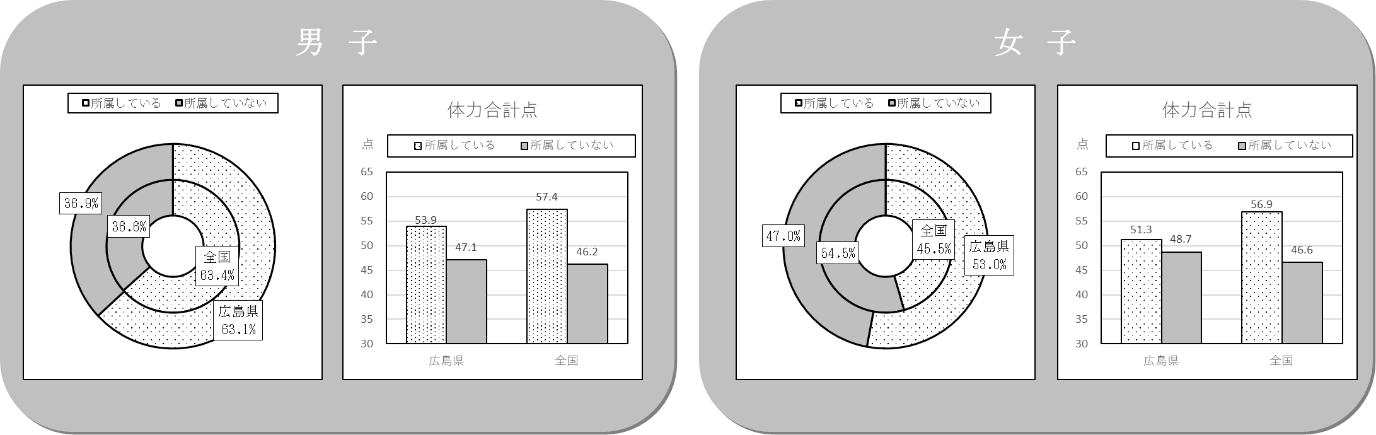 男 子
所属している 所属していない
36.9%
36.6%
全国
63.4%
広島県
63.1%
体力合計点
点
所属している 所属していない
65
60
55
50
45
40
35
30
53.9
47.1
57.4
46.2
広島県 全国
女 子
所属している 所属していない
47.0%
54.5%
全国
45.5%
広島県
53.0%
体力合計点
点
所属している 所属していない
65
60
55
50
45
40
35
30
51.3
48.7
56.9
46.6
広島県 全国